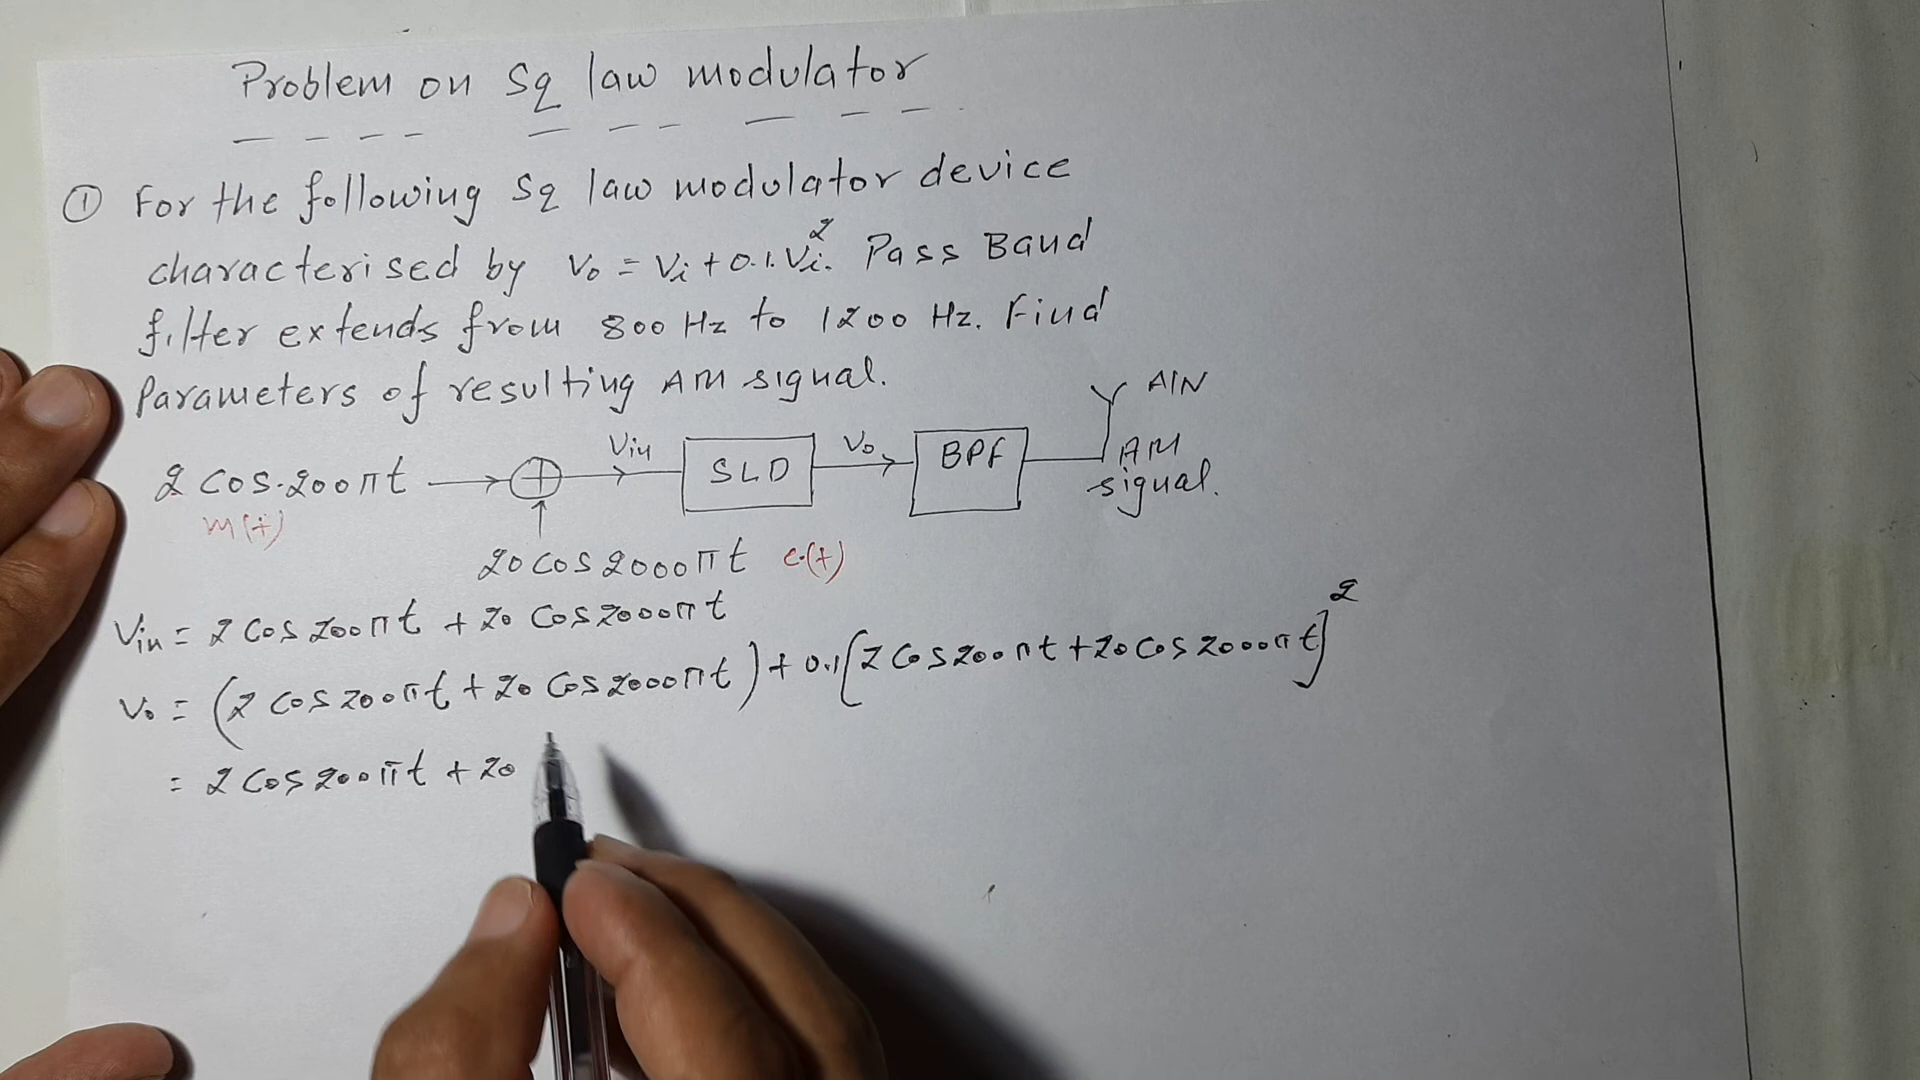 Problem on Sq law modulator
① For the following Sq law modulator device
characterised by V₀ = Vᵢ + 0.1.Vᵢ². Pass Band
filter extends from 800 Hz to 1200 Hz. Find
Parameters of resulting AM signal.
2 cos.200πt
m(t)
Vin
SLD
V₀
BPF
A/N
AM
signal.
20 cos 2000πt c.(t)
Vin = 2 Cos 200πt + 20 Cos 2000πt
V₀ = (2 cos 200πt + 20 Cos 2000πt) + 0.1[2 Cos 200πt + 20 Cos 2000πt]²
= 2 Cos 200πt + 20